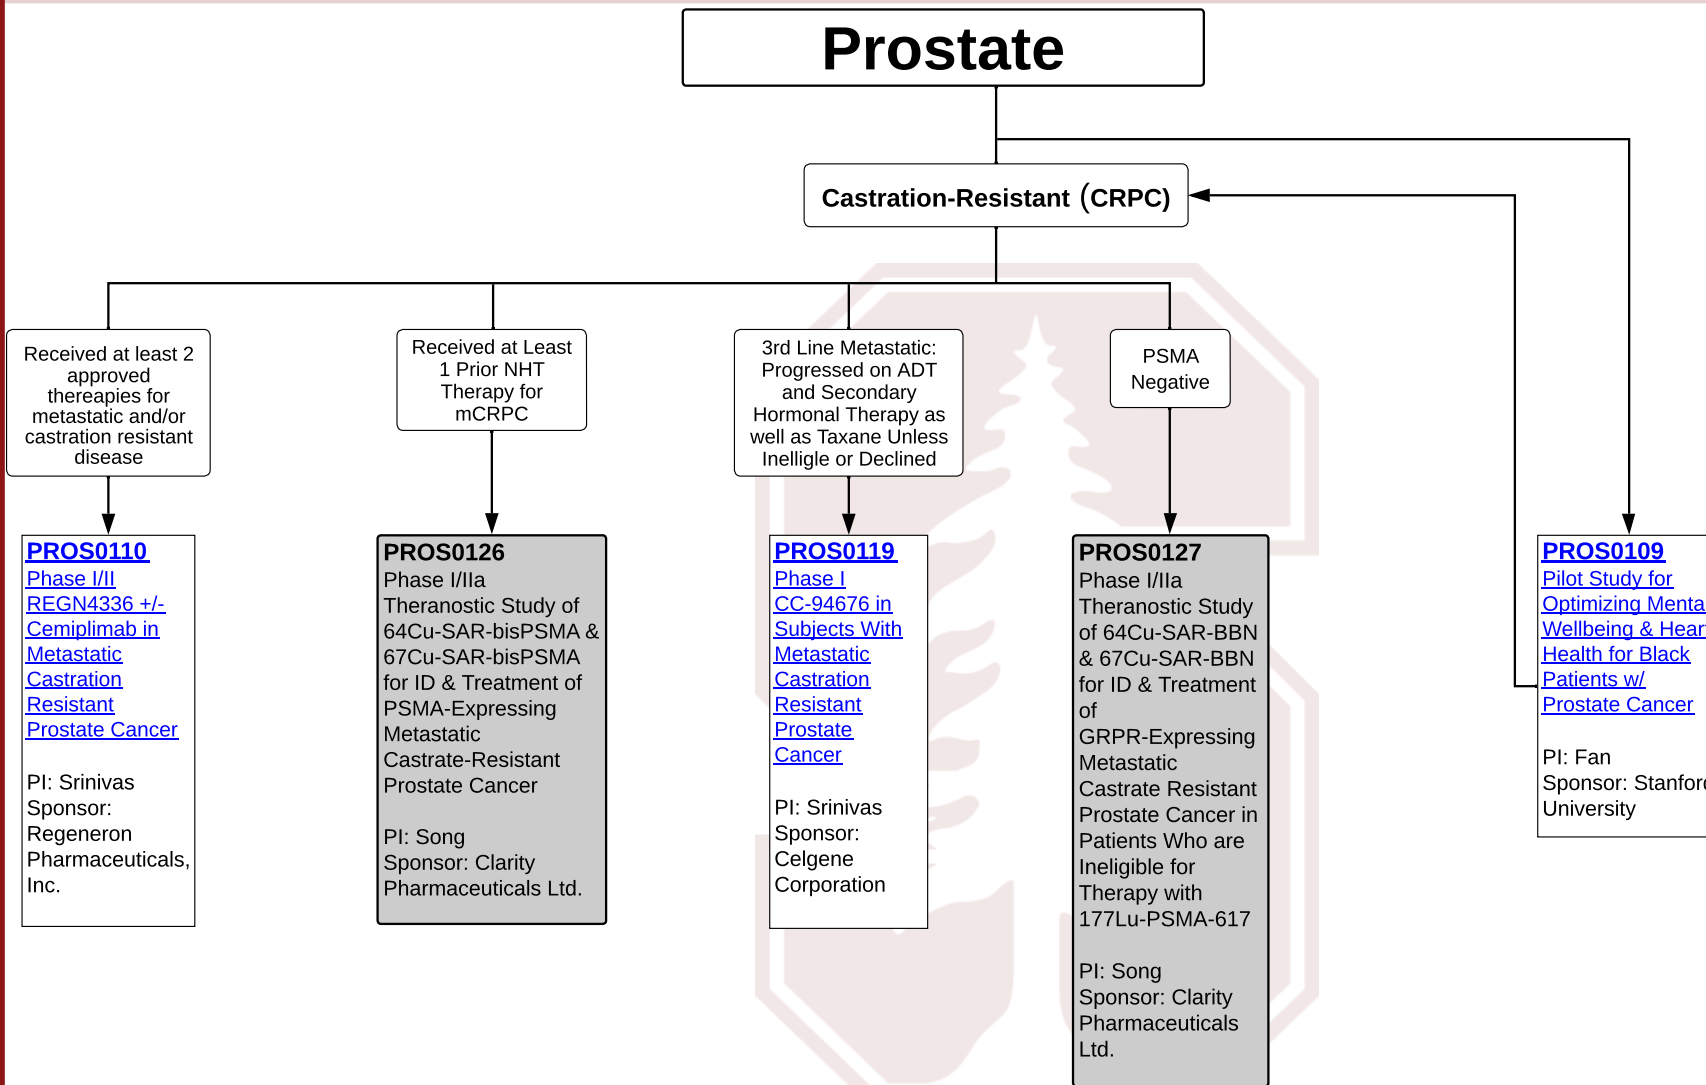 Prostate
Castration-Resistant (CRPC)
Received at least 2
approved
thereapies for
metastatic and/or
castration resistant
disease
Received at Least
1 Prior NHT
Therapy for
mCRPC
3rd Line Metastatic:
Progressed on ADT
and Secondary
Hormonal Therapy as
well as Taxane Unless
Inelligle or Declined
PSMA
Negative
PROS0110
Phase I/II
REGN4336 +/-
Cemiplimab in
Metastatic
Castration
Resistant
Prostate Cancer
PI: Srinivas
Sponsor:
Regeneron
Pharmaceuticals,
Inc.
PROS0126
Phase I/IIa
Theranostic Study of
64Cu-SAR-bisPSMA &
67Cu-SAR-bisPSMA
for ID & Treatment of
PSMA-Expressing
Metastatic
Castrate-Resistant
Prostate Cancer
PI: Song
Sponsor: Clarity
Pharmaceuticals Ltd.
PROS0119
Phase I
CC-94676 in
Subjects With
Metastatic
Castration
Resistant
Prostate
Cancer
PI: Srinivas
Sponsor:
Celgene
Corporation
PROS0127
Phase I/IIa
Theranostic Study
of 64Cu-SAR-BBN
& 67Cu-SAR-BBN
for ID & Treatment
of
GRPR-Expressing
Metastatic
Castrate Resistant
Prostate Cancer in
Patients Who are
Ineligible for
Therapy with
177Lu-PSMA-617
PI: Song
Sponsor: Clarity
Pharmaceuticals
Ltd.
PROS0109
Pilot Study for
Optimizing Menta
Wellbeing & Hear
Health for Black
Patients w/
Prostate Cancer
PI: Fan
Sponsor: Stanford
University